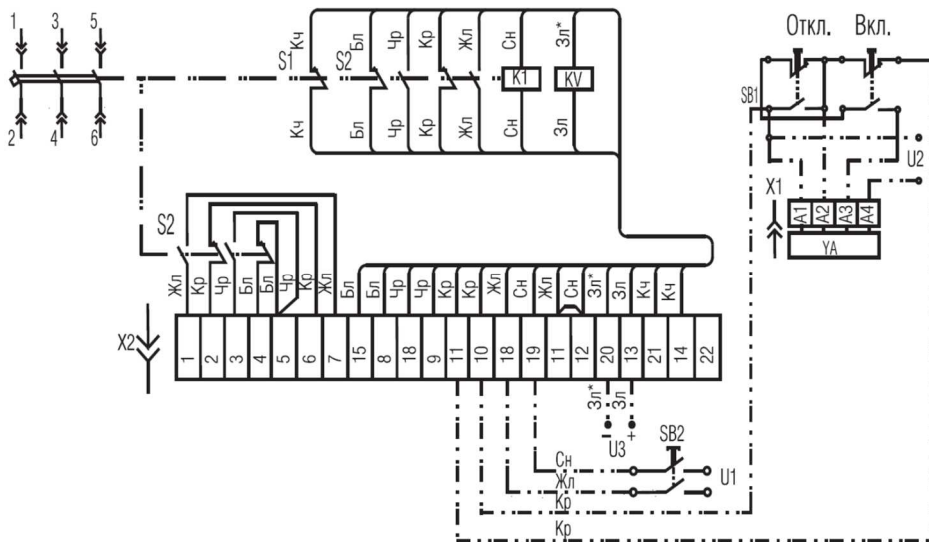 1 3 5
Откл. Вкл.
Кч Бл Чр Кр Жл Сн Зл*
S1 S2
K1 KV
SB1
2 4 6
Кч Бл Чр Кр Жл Сн Зл
U2
X1
A1 A2 A3 A4
YA
S2
Жл Кр Чр Бл Бл Чр Кр Жл Бл Бл Чр Чр Кр Кр Жл Сн Жл Сн Зл* Зл Кч Кч
X2
1 2 3 4 5 6 7 15 8 18 9 11 10 18 19 11 12 20 13 21 14 22
Зл* Зл
- +
U3
SB2
Сн
Жл
U1
Кр
Кр